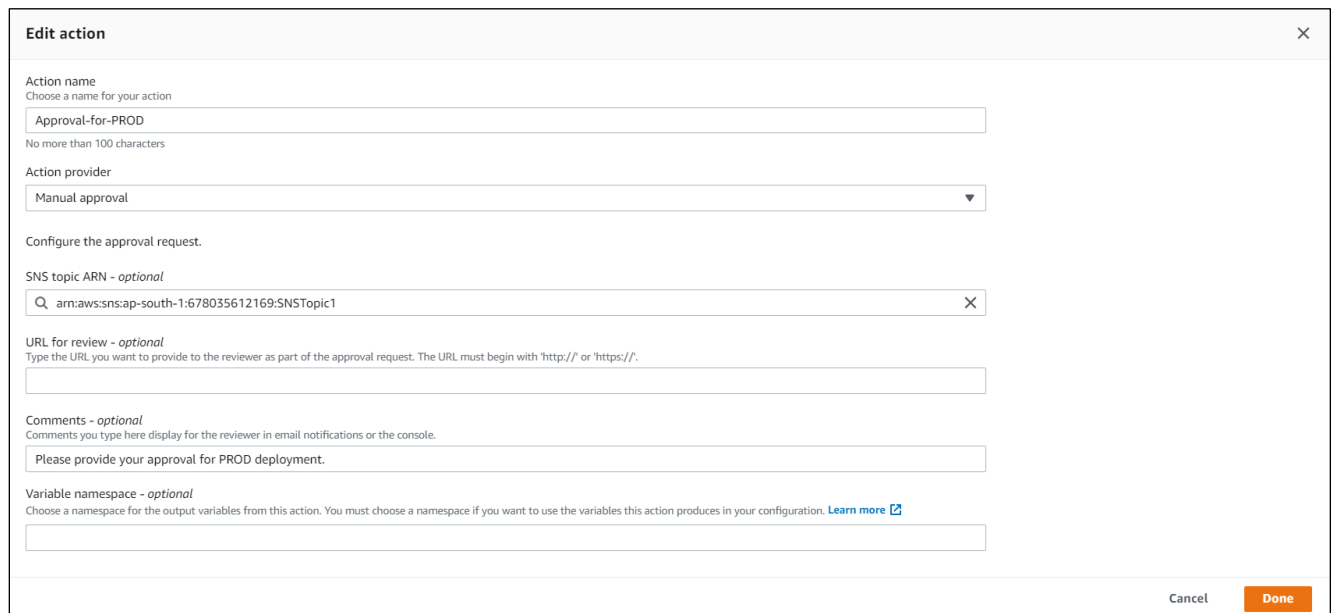 Edit action
Action name
Choose a name for your action
Approval-for-PROD
No more than 100 characters
Action provider
Manual approval
Configure the approval request.
SNS topic ARN - optional
arn:aws:sns:ap-south-1:678035612169:SNSTopic1
URL for review - optional
Type the URL you want to provide to the reviewer as part of the approval request. The URL must begin with 'http://' or 'https://'.
Comments - optional
Comments you type here display for the reviewer in email notifications or the console.
Please provide your approval for PROD deployment.
Variable namespace - optional
Choose a namespace for the output variables from this action. You must choose a namespace if you want to use the variables this action produces in your configuration. Learn more
Cancel Done